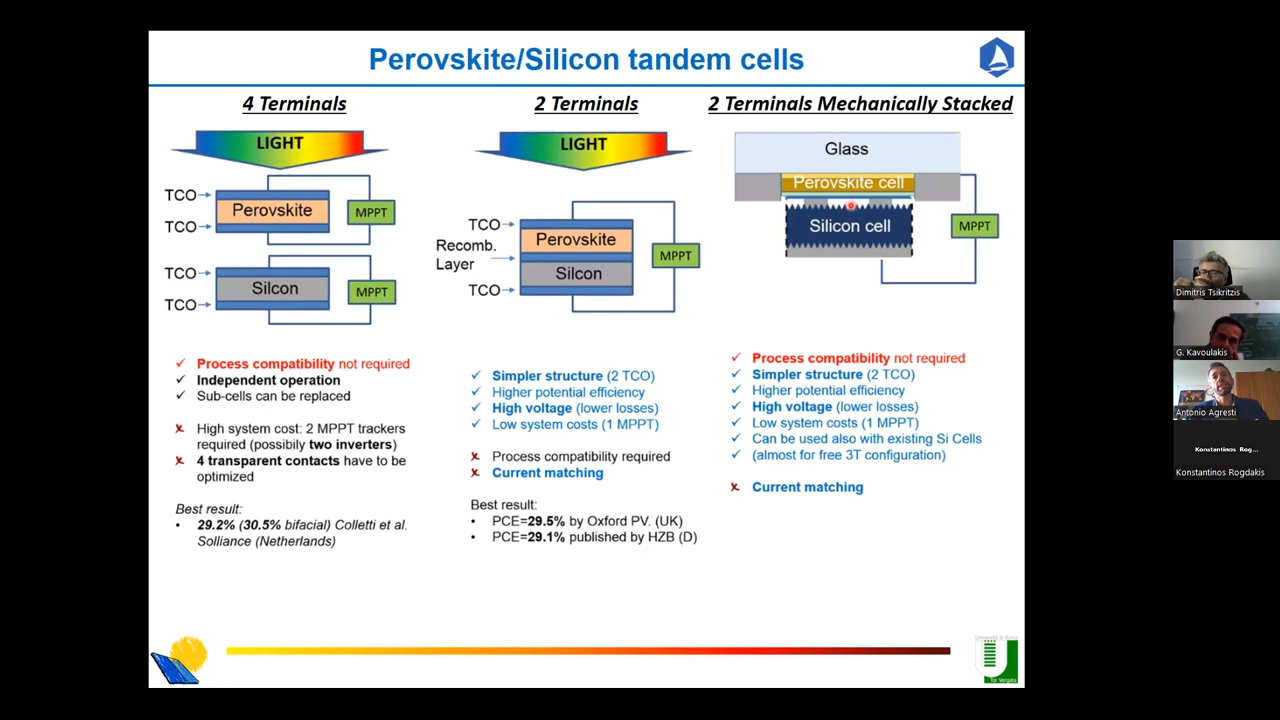 Perovskite/Silicon tandem cells
4 Terminals
LIGHT
TCO
TCO
Perovskite
MPPT
TCO
TCO
Silcon
MPPT
Process compatibility not required
Independent operation
Sub-cells can be replaced
High system cost: 2 MPPT trackers
required (possibily two inverters)
4 transparent contacts have to be
optimized
Best result:
29.2% (30.5% bifacial) Colletti et al.
Solliance (Netherlands)
2 Terminals
LIGHT
TCO
Recomb.
Layer
TCO
Perovskite
Silcon
MPPT
Simpler structure (2 TCO)
Higher potential efficiency
High voltage (lower losses)
Low system costs (1 MPPT)
Process compatibility required
Current matching
Best result:
PCE=29.5% by Oxford PV. (UK)
PCE=29.1% published by HZB (D)
2 Terminals Mechanically Stacked
Glass
Perovskite cell
Silicon cell
MPPT
Process compatibility not required
Simpler structure (2 TCO)
Higher potential efficiency
High voltage (lower losses)
Low system costs (1 MPPT)
Can be used also with existing Si Cells
(almost for free 3T configuration)
Current matching
Tor Vergata
Dimitris Tsikritzis
G. Kavoulakis
Antonio Agresti
Konstantinos Rog...
Konstantinos Rogdakis